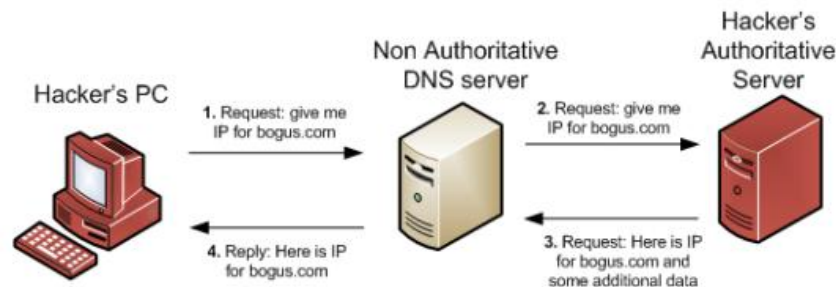 Hacker's PC
Non Authoritative
DNS server
Hacker's
Authoritative
Server
1. Request: give me
IP for bogus.com
2. Request: give me
IP for bogus.com
4. Reply: Here is IP
for bogus.com
3. Request: Here is IP
for bogus.com and
some additional data